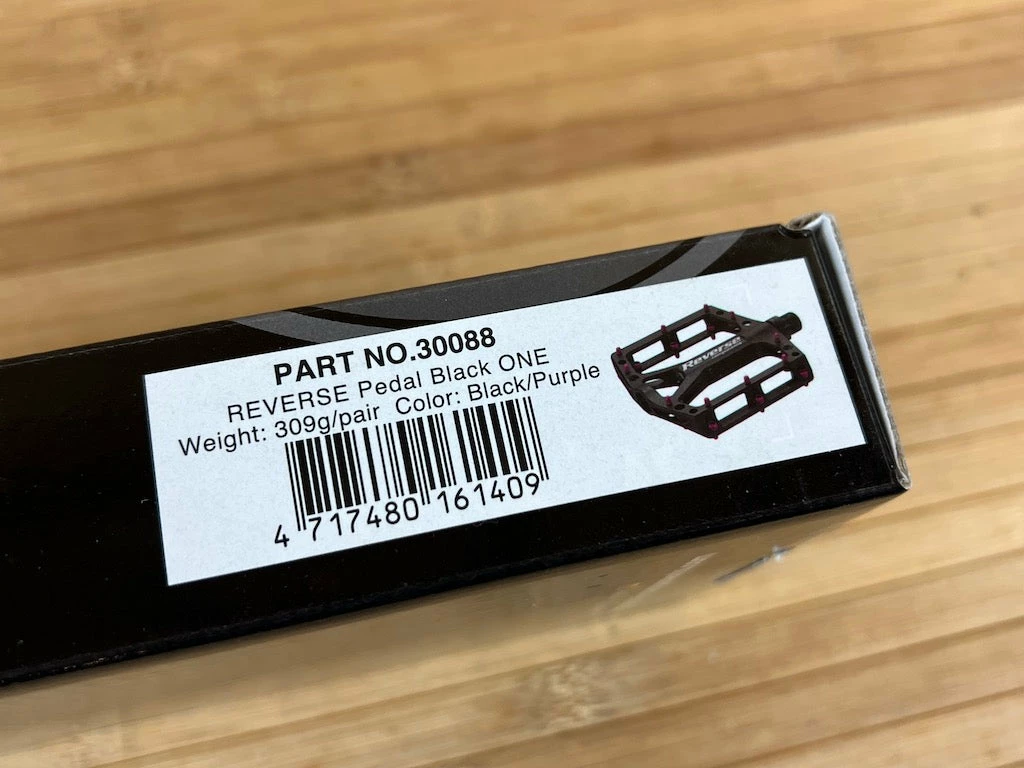 PART NO.30088
REVERSE Pedal Black ONE
Weight: 309g/pair Color: Black/Purple
Reverse
4 717480 161409